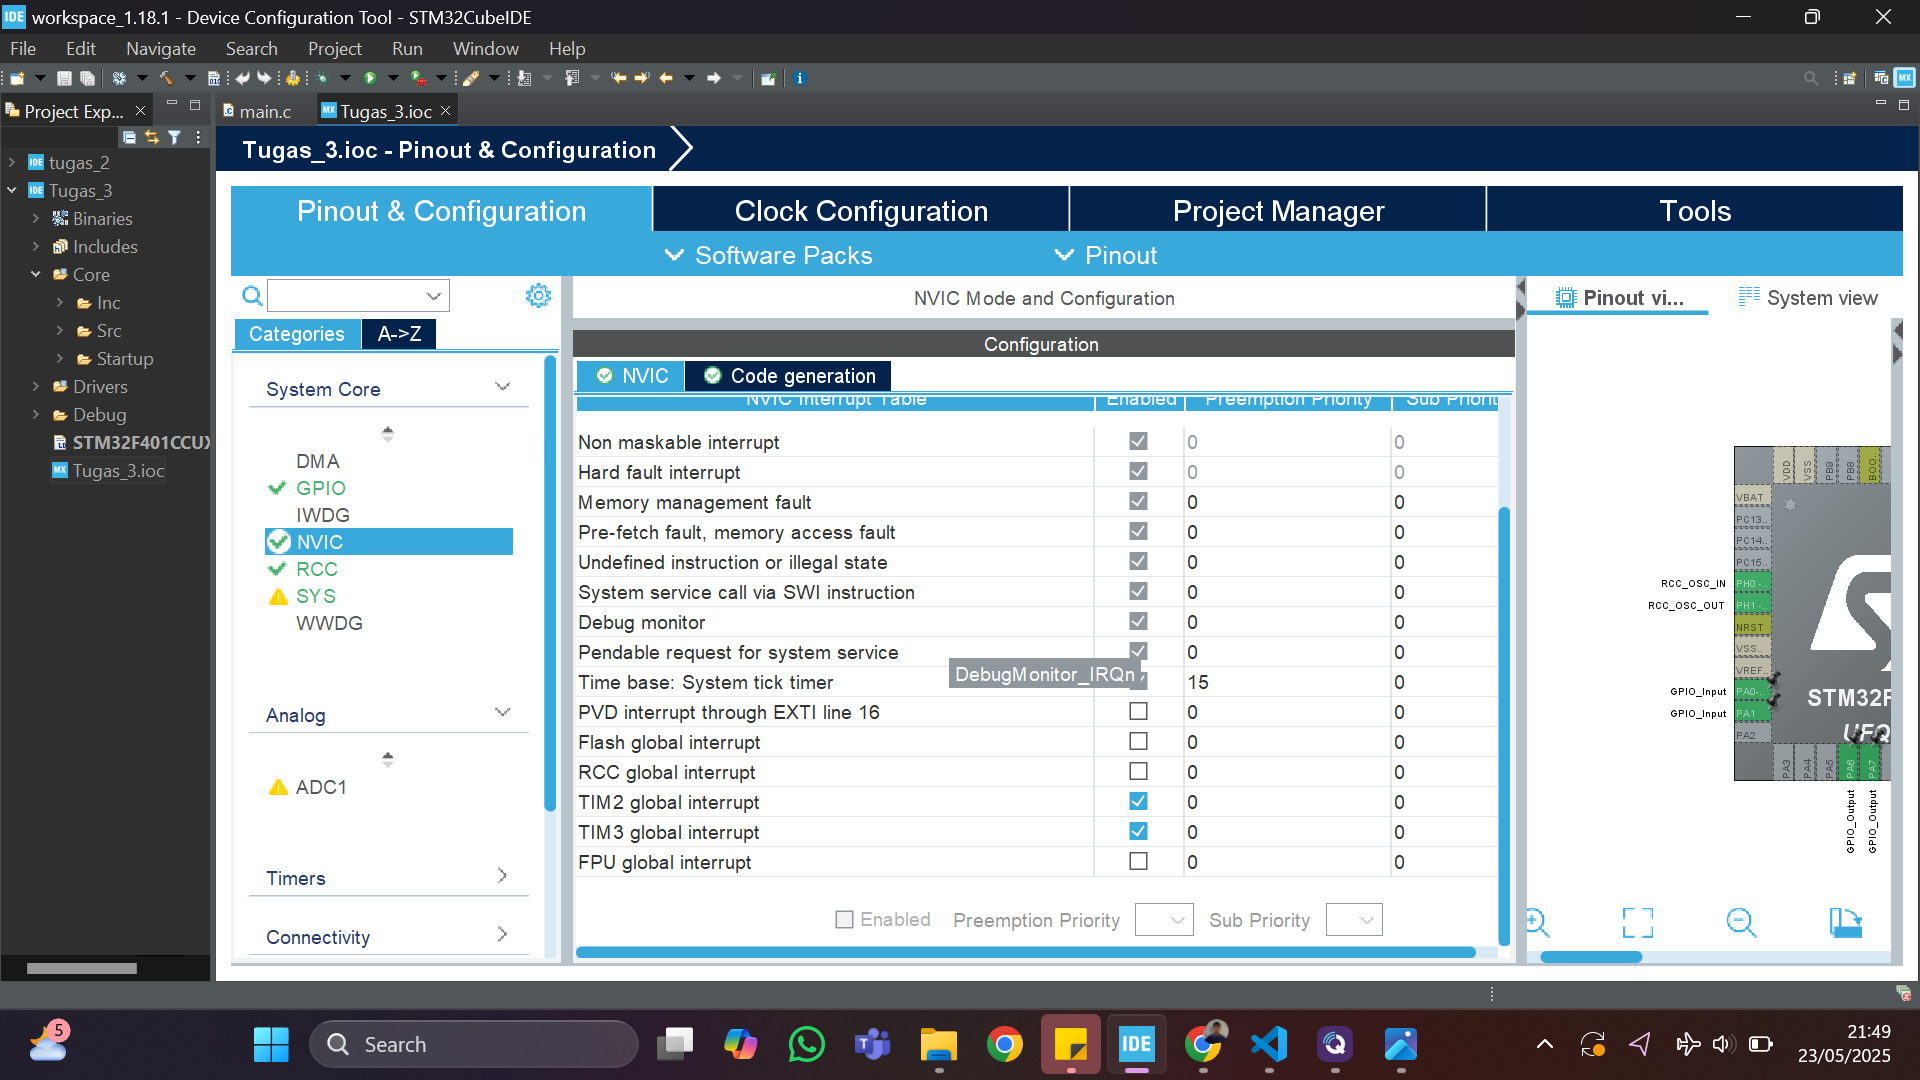 workspace_1.18.1 - Device Configuration Tool - STM32CubeIDE
File Edit Navigate Search Project Run Window Help
Project Exp...
main.c
Tugas_3.ioc
tugas_2
Tugas_3
Binaries
Includes
Core
Inc
Src
Startup
Drivers
Debug
STM32F401CCUX
Tugas_3.ioc
Tugas_3.ioc - Pinout & Configuration
Pinout & Configuration
Clock Configuration
Project Manager
Tools
Software Packs
Pinout
Categories
A->Z
System Core
DMA
GPIO
IWDG
NVIC
RCC
SYS
WWDG
Analog
ADC1
Timers
Connectivity
NVIC Mode and Configuration
Configuration
NVIC
Code generation
NVIC Interrupt Table Enabled Preemption Priority Sub Priorit
Non maskable interrupt 0 0
Hard fault interrupt 0 0
Memory management fault 0 0
Pre-fetch fault, memory access fault 0 0
Undefined instruction or illegal state 0 0
System service call via SWI instruction 0 0
Debug monitor 0 0
Pendable request for system service 0 0
DebugMonitor_IRQn
Time base: System tick timer 15 0
PVD interrupt through EXTI line 16 0 0
Flash global interrupt 0 0
RCC global interrupt 0 0
TIM2 global interrupt 0 0
TIM3 global interrupt 0 0
FPU global interrupt 0 0
Enabled Preemption Priority Sub Priority
Pinout vi...
System view
VDD
VSS
PB9
PB8
BOO..
VBAT
PC13..
PC14..
PC15..
RCC_OSC_IN PH0 -..
RCC_OSC_OUT PH1 -..
NRST
VSS..
VREF..
GPIO_Input PA0-..
GPIO_Input PA1
PA2
STM32F
UFQ
PA3
PA4
PA5
PA6
PA7
GPIO_Output
GPIO_Output
5
Search
IDE
21:49
23/05/2025